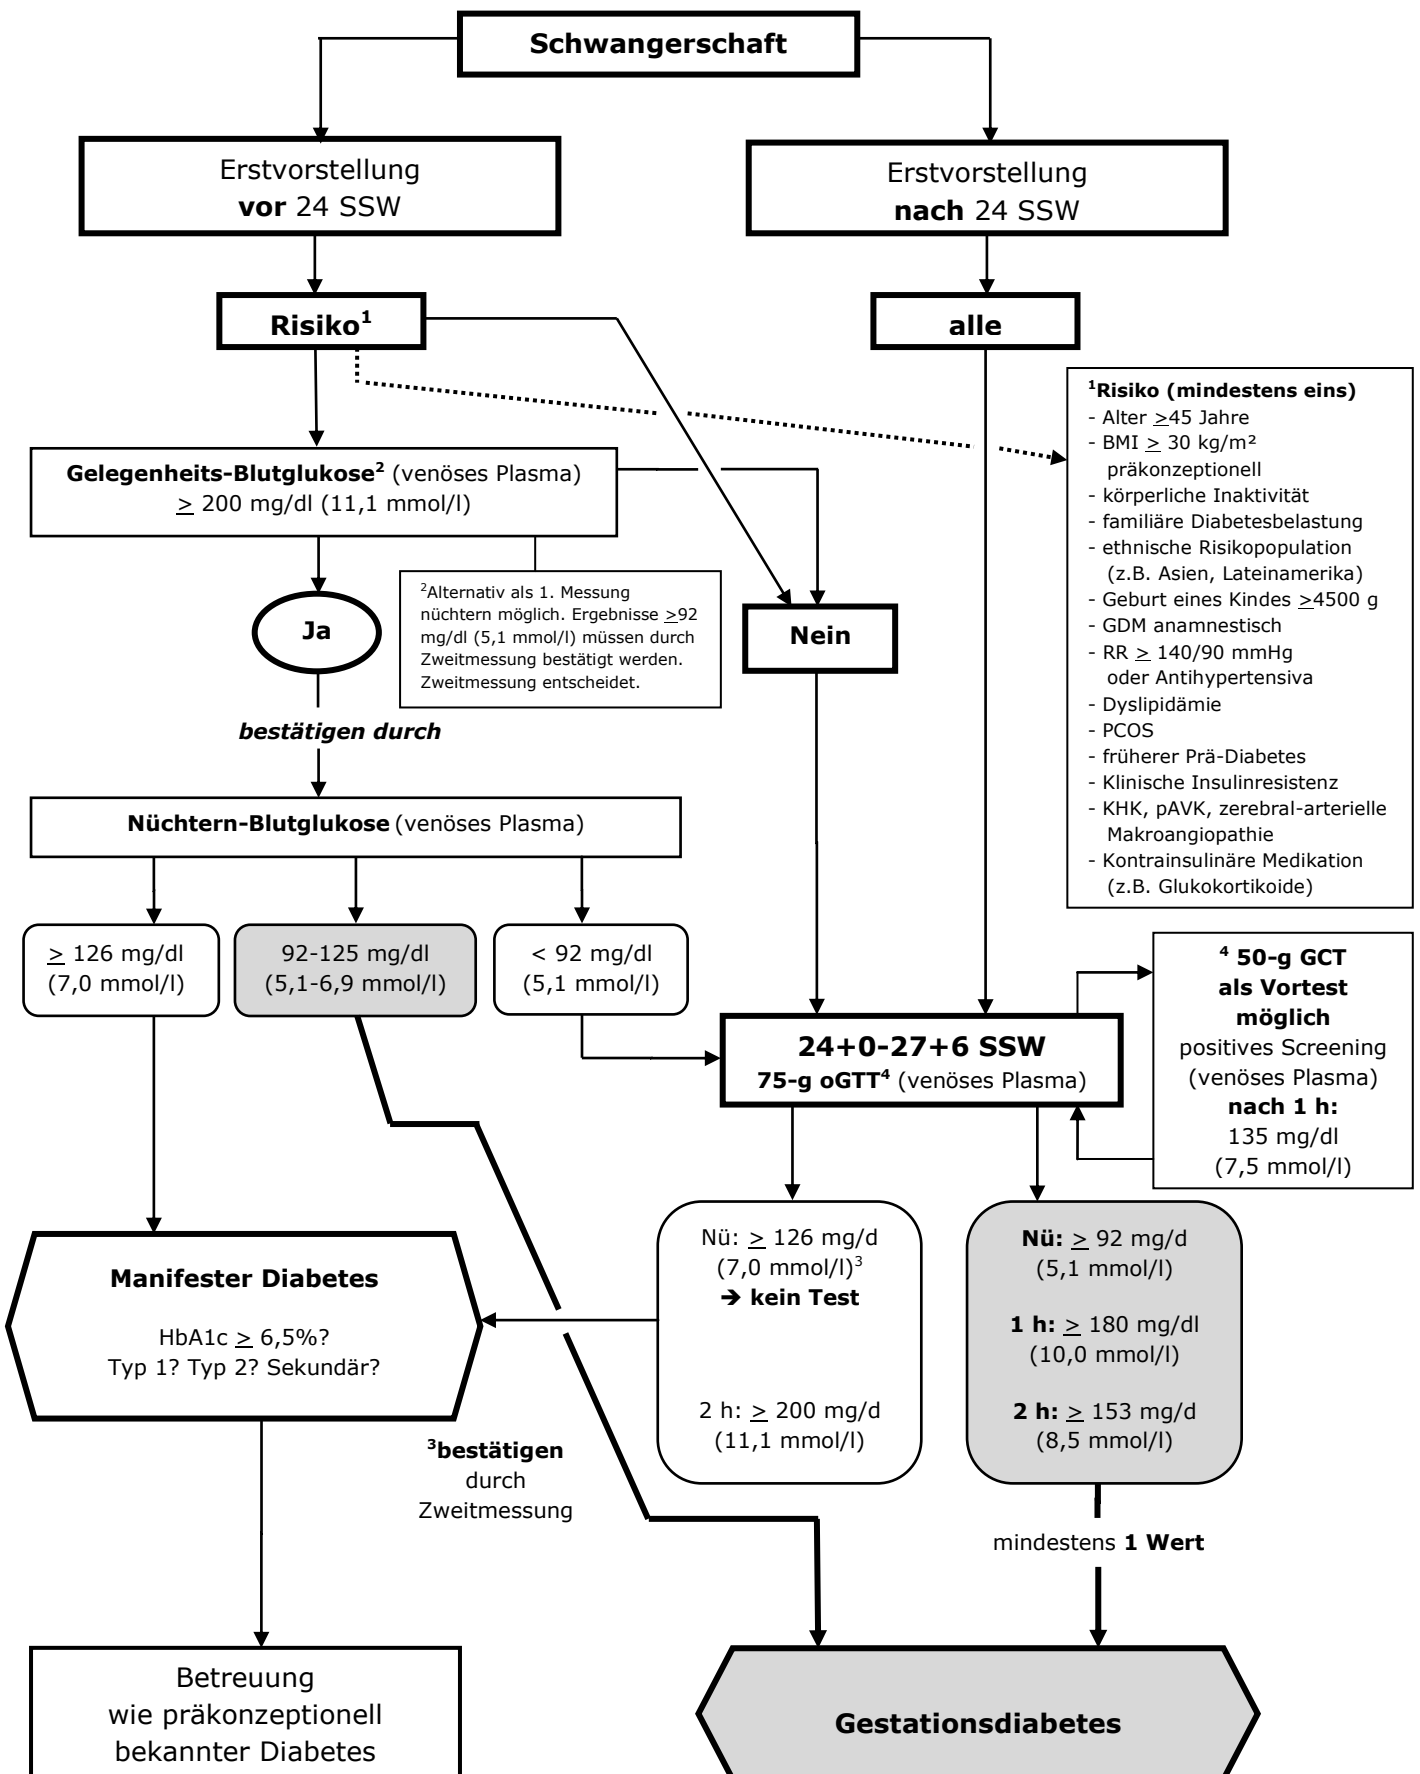 Schwangerschaft
Erstvorstellung
vor 24 SSW
Erstvorstellung
nach 24 SSW
Risiko¹
alle
¹Risiko (mindestens eins)
- Alter ≥45 Jahre
- BMI ≥ 30 kg/m²
präkonzeptionell
- körperliche Inaktivität
- familiäre Diabetesbelastung
- ethnische Risikopopulation
(z.B. Asien, Lateinamerika)
- Geburt eines Kindes ≥4500 g
- GDM anamnestisch
- RR ≥ 140/90 mmHg
oder Antihypertensiva
- Dyslipidämie
- PCOS
- früherer Prä-Diabetes
- Klinische Insulinresistenz
- KHK, pAVK, zerebral-arterielle
Makroangiopathie
- Kontrainsulinäre Medikation
(z.B. Glukokortikoide)
Gelegenheits-Blutglukose² (venöses Plasma)
≥ 200 mg/dl (11,1 mmol/l)
²Alternativ als 1. Messung
nüchtern möglich. Ergebnisse ≥92
mg/dl (5,1 mmol/l) müssen durch
Zweitmessung bestätigt werden.
Zweitmessung entscheidet.
Ja
Nein
bestätigen durch
Nüchtern-Blutglukose (venöses Plasma)
≥ 126 mg/dl
(7,0 mmol/l)
92-125 mg/dl
(5,1-6,9 mmol/l)
< 92 mg/dl
(5,1 mmol/l)
⁴ 50-g GCT
als Vortest
möglich
positives Screening
(venöses Plasma)
nach 1 h:
135 mg/dl
(7,5 mmol/l)
24+0-27+6 SSW
75-g oGTT⁴ (venöses Plasma)
Manifester Diabetes
HbA1c ≥ 6,5%?
Typ 1? Typ 2? Sekundär?
Nü: ≥ 126 mg/d
(7,0 mmol/l)³
➔ kein Test
2 h: ≥ 200 mg/d
(11,1 mmol/l)
Nü: ≥ 92 mg/d
(5,1 mmol/l)
1 h: ≥ 180 mg/dl
(10,0 mmol/l)
2 h: ≥ 153 mg/d
(8,5 mmol/l)
³bestätigen
durch
Zweitmessung
mindestens 1 Wert
Betreuung
wie präkonzeptionell
bekannter Diabetes
Gestationsdiabetes